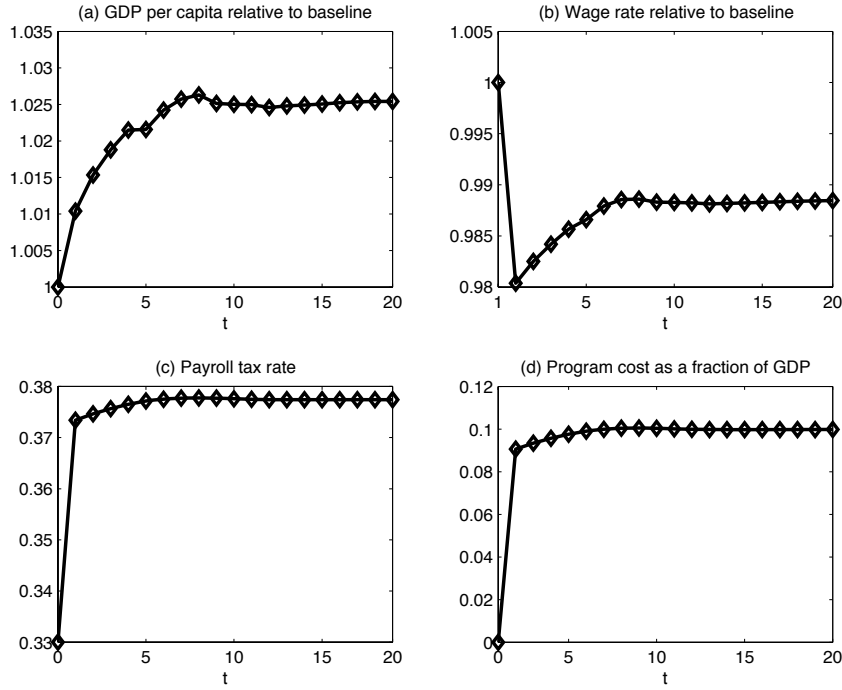 (a) GDP per capita relative to baseline
1.035
1.03
1.025
1.02
1.015
1.01
1.005
1
0 5 10 15 20
t
(b) Wage rate relative to baseline
1.005
1
0.995
0.99
0.985
0.98
1 5 10 15 20
t
(c) Payroll tax rate
0.38
0.37
0.36
0.35
0.34
0.33
0 5 10 15 20
t
(d) Program cost as a fraction of GDP
0.12
0.1
0.08
0.06
0.04
0.02
0
0 5 10 15 20
t